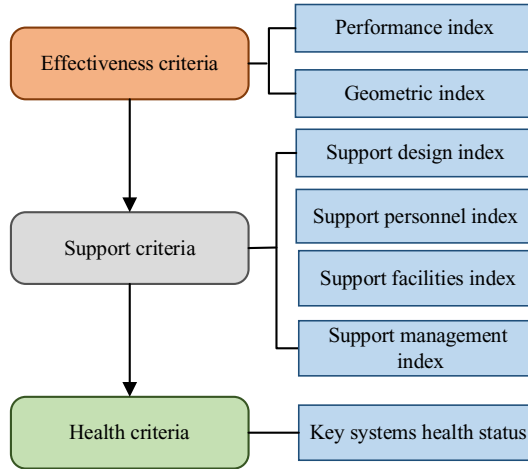 Effectiveness criteria
Performance index
Geometric index
Support criteria
Support design index
Support personnel index
Support facilities index
Support management
index
Health criteria
Key systems health status